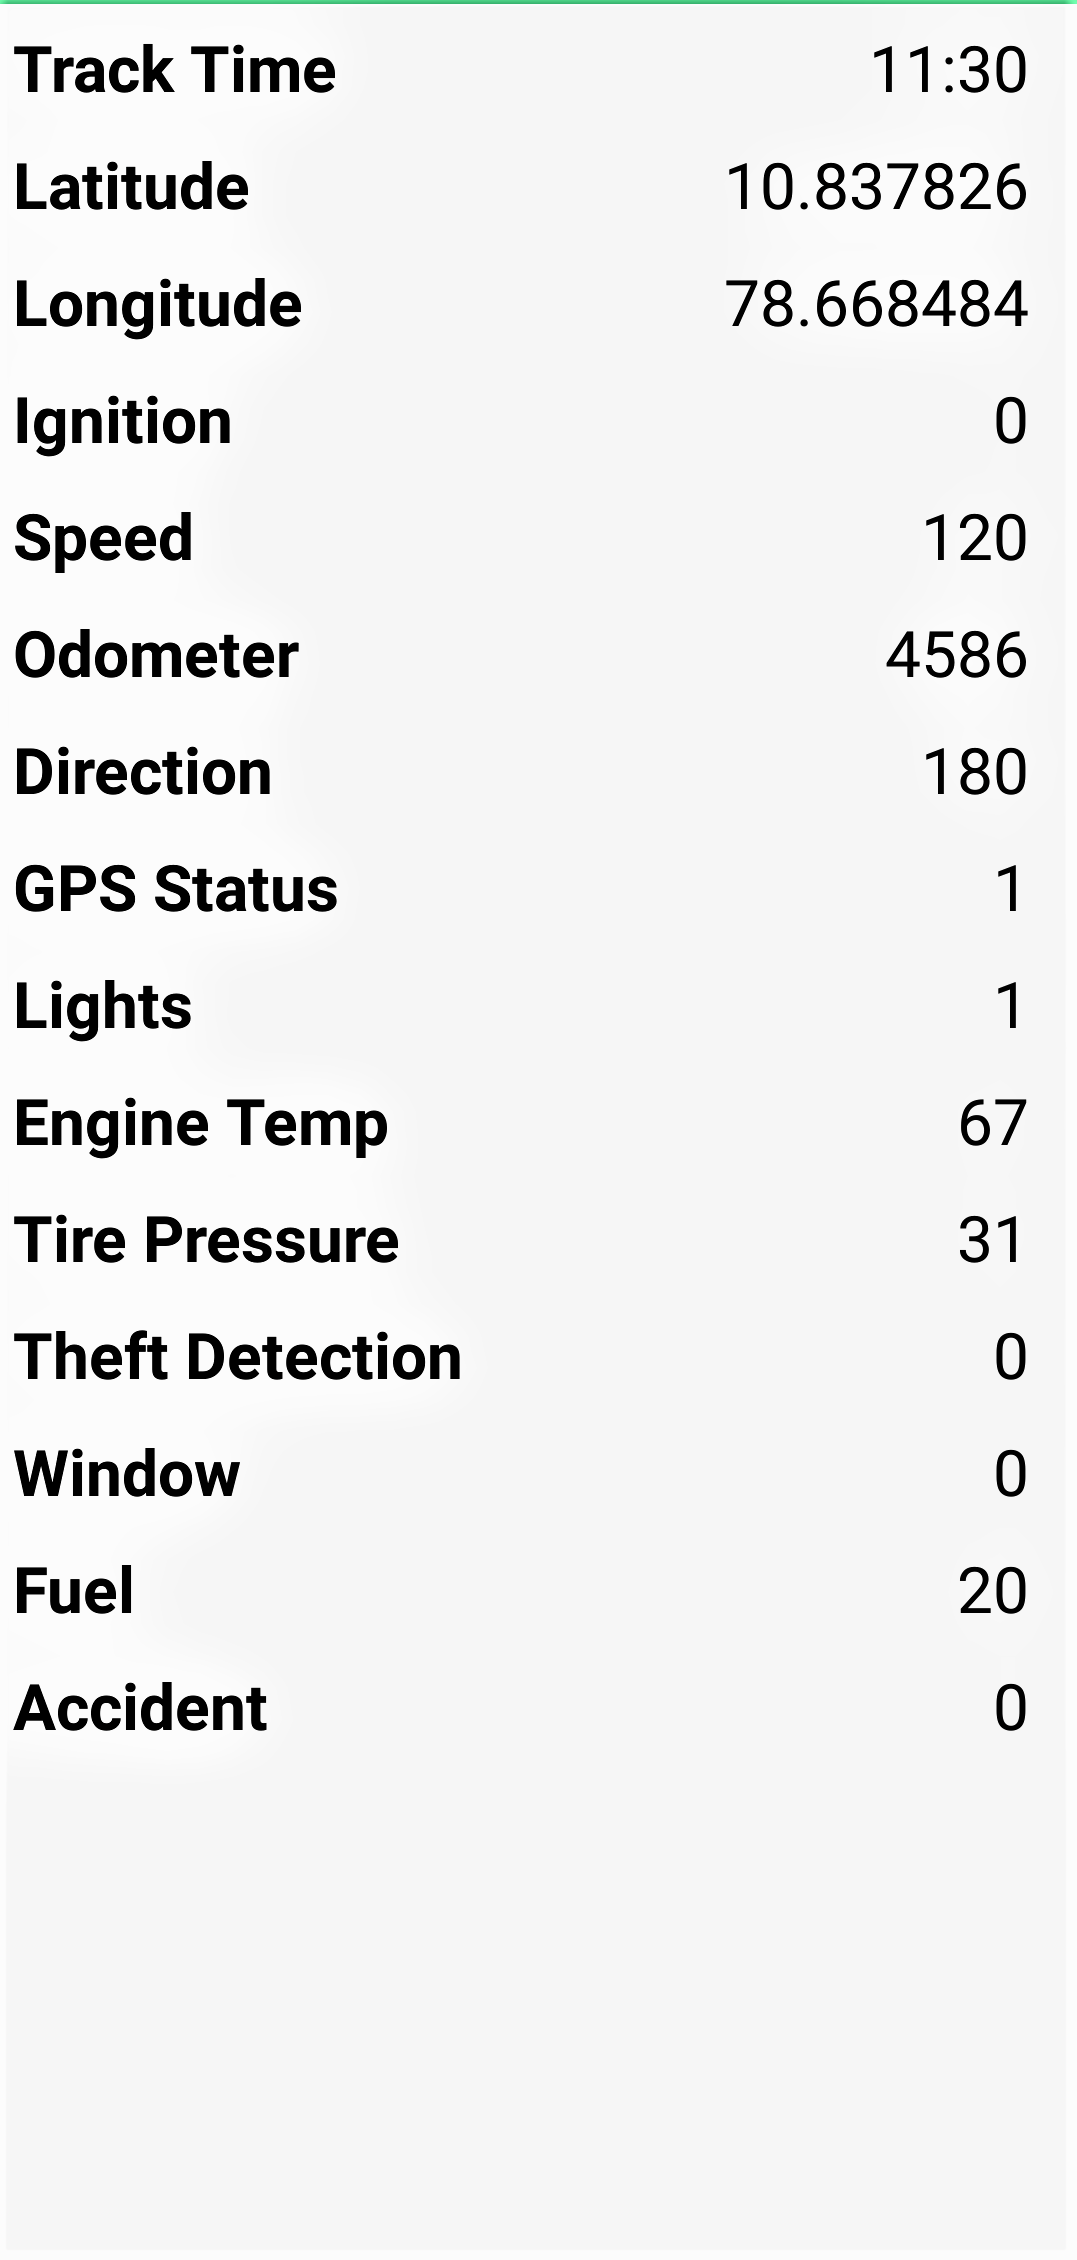 Track Time 11:30
Latitude 10.837826
Longitude 78.668484
Ignition 0
Speed 120
Odometer 4586
Direction 180
GPS Status 1
Lights 1
Engine Temp 67
Tire Pressure 31
Theft Detection 0
Window 0
Fuel 20
Accident 0